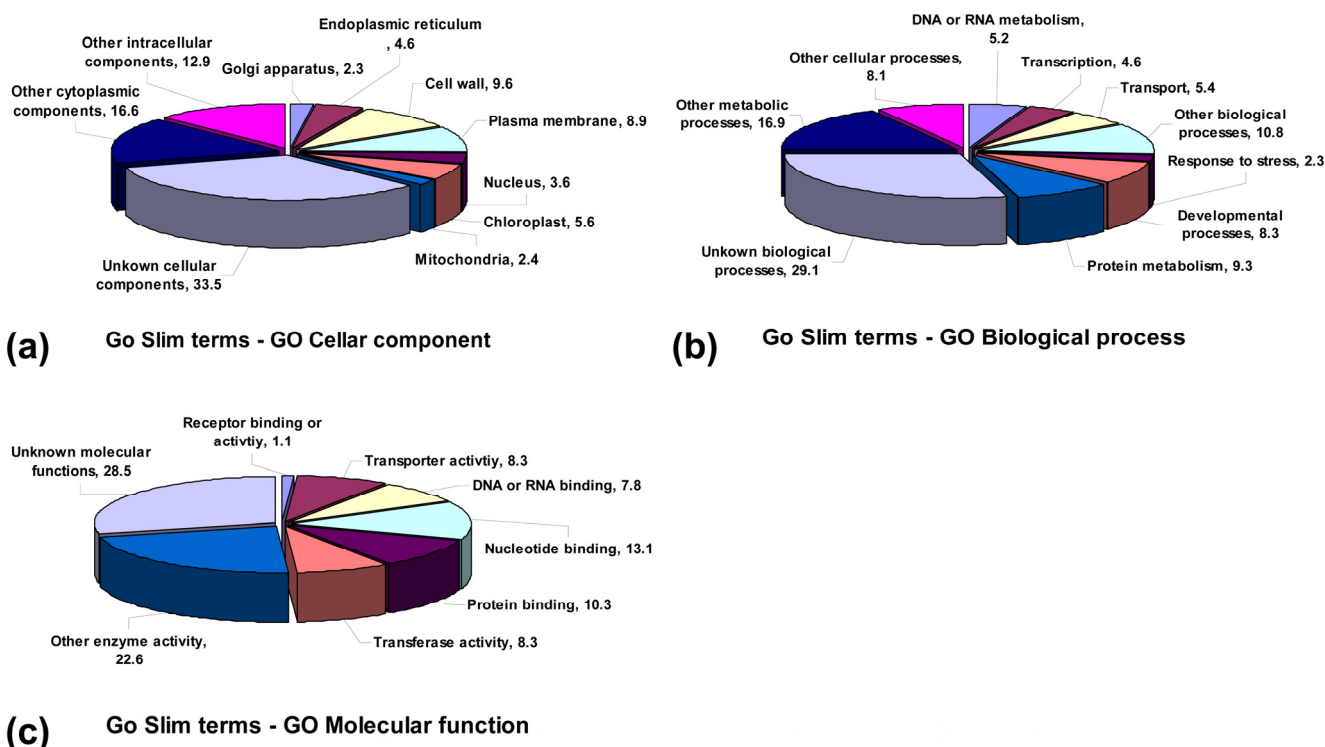 Endoplasmic reticulum
, 4.6
Other intracellular
components, 12.9
Golgi apparatus, 2.3
Cell wall, 9.6
Other cytoplasmic
components, 16.6
Plasma membrane, 8.9
Nucleus, 3.6
Chloroplast, 5.6
Mitochondria, 2.4
Unkown cellular
components, 33.5
(a) Go Slim terms - GO Cellar component
DNA or RNA metabolism,
5.2
Other cellular processes,
8.1
Transcription, 4.6
Transport, 5.4
Other metabolic
processes, 16.9
Other biological
processes, 10.8
Response to stress, 2.3
Developmental
processes, 8.3
Protein metabolism, 9.3
Unkown biological
processes, 29.1
(b) Go Slim terms - GO Biological process
Receptor binding or
activtiy, 1.1
Unknown molecular
functions, 28.5
Transporter activtiy, 8.3
DNA or RNA binding, 7.8
Nucleotide binding, 13.1
Protein binding, 10.3
Transferase activity, 8.3
Other enzyme activity,
22.6
(c) Go Slim terms - GO Molecular function